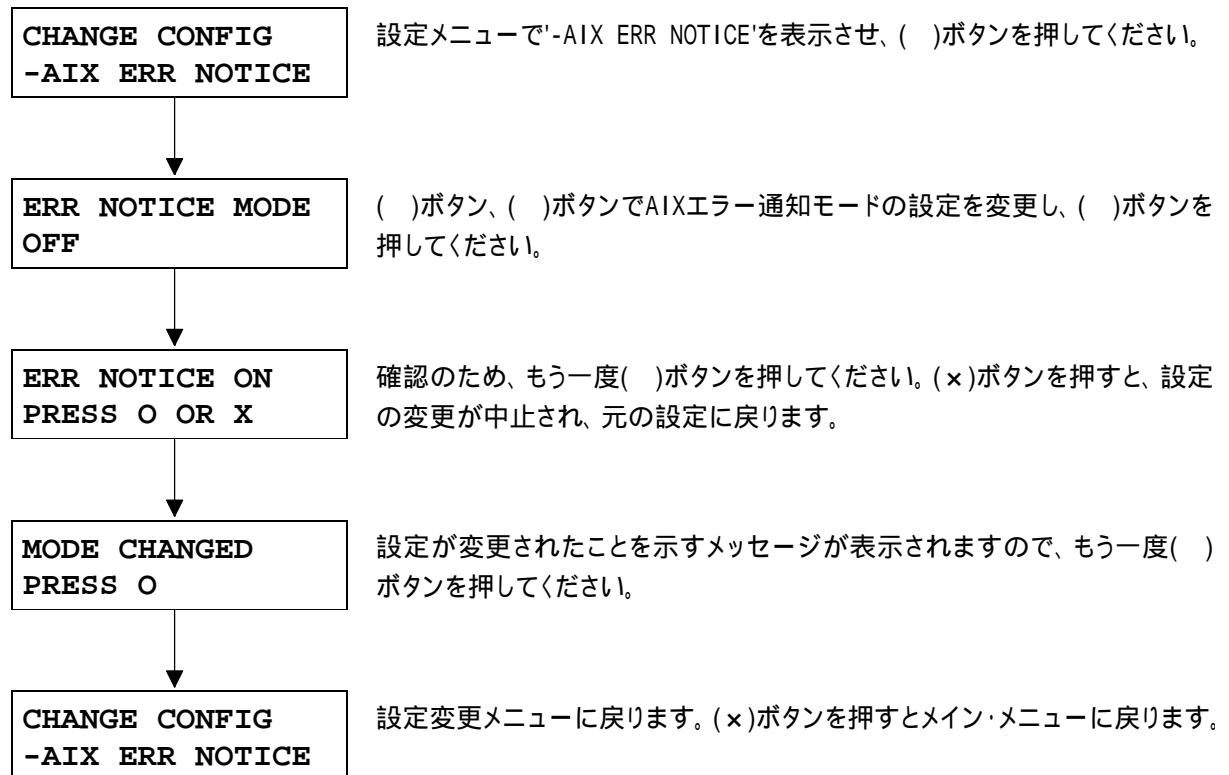 CHANGE CONFIG
-AIX ERR NOTICE
設定メニューで'-AIX ERR NOTICE'を表示させ、(　)ボタンを押してください。
ERR NOTICE MODE
OFF
(　)ボタン、(　)ボタンでAIXエラー通知モードの設定を変更し、(　)ボタンを
押してください。
ERR NOTICE ON
PRESS O OR X
確認のため、もう一度(　)ボタンを押してください。(×)ボタンを押すと、設定
の変更が中止され、元の設定に戻ります。
MODE CHANGED
PRESS O
設定が変更されたことを示すメッセージが表示されますので、もう一度(　)
ボタンを押してください。
CHANGE CONFIG
-AIX ERR NOTICE
設定変更メニューに戻ります。(×)ボタンを押すとメイン・メニューに戻ります。